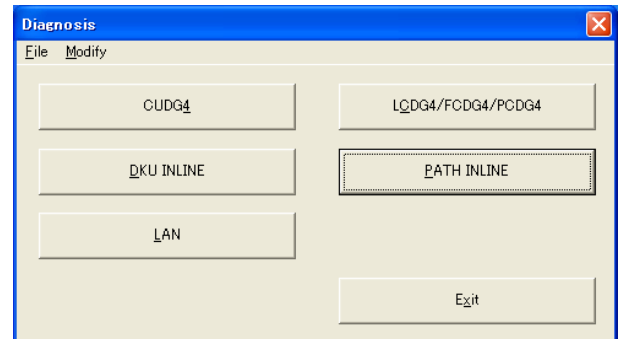 Diagnosis
File Modify
CUDG4 LCDG4/FCDG4/PCDG4
DKU INLINE PATH INLINE
LAN
Exit